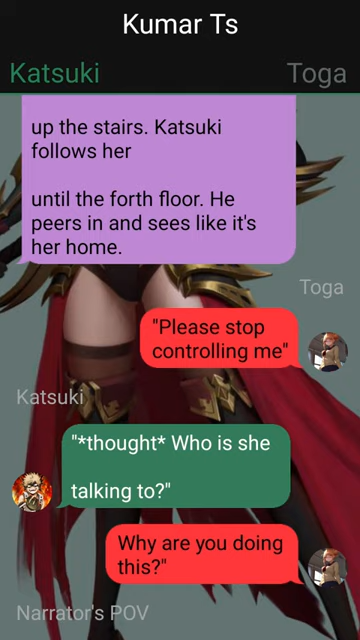 Kumar Ts
Katsuki Toga
up the stairs. Katsuki
follows her
until the forth floor. He
peers in and sees like it's
her home.
Toga
"Please stop
controlling me"
Katsuki
"*thought* Who is she
talking to?"
Why are you doing
this?"
Narrator's POV